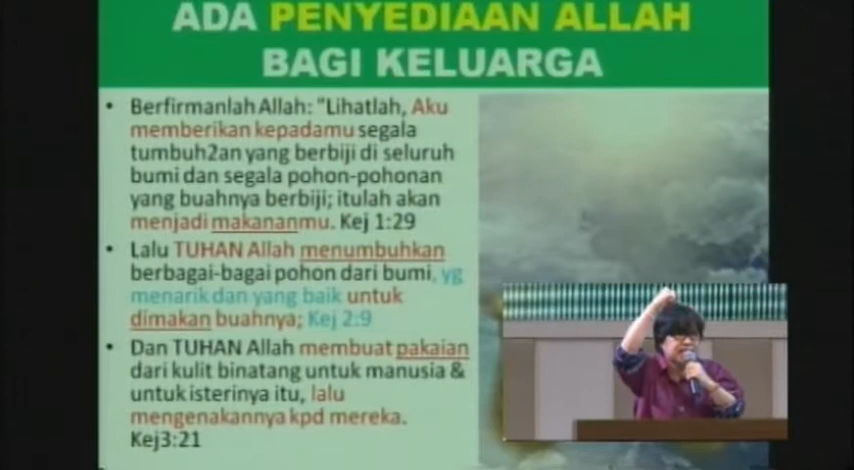 ADA PENYEDIAAN ALLAH
BAGI KELUARGA
• Berfirmanlah Allah: "Lihatlah, Aku
memberikan kepadamu segala
tumbuh2an yang berbiji di seluruh
bumi dan segala pohon-pohonan
yang buahnya berbiji; itulah akan
menjadi makananmu. Kej 1:29
• Lalu TUHAN Allah menumbuhkan
berbagai-bagai pohon dari bumi, yg
menarik dan yang baik untuk
dimakan buahnya; Kej 2:9
• Dan TUHAN Allah membuat pakaian
dari kulit binatang untuk manusia &
untuk isterinya itu, lalu
mengenakannya kpd mereka.
Kej3:21